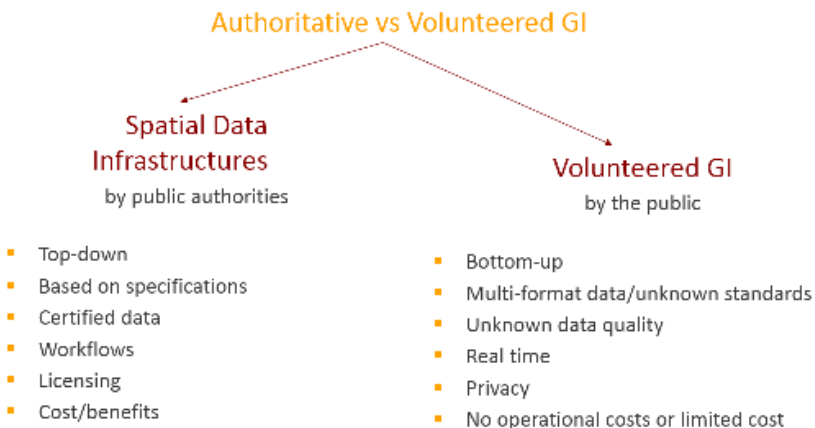 Authoritative vs Volunteered GI
Spatial Data
Infrastructures
by public authorities
▪ Top-down
▪ Based on specifications
▪ Certified data
▪ Workflows
▪ Licensing
▪ Cost/benefits
Volunteered GI
by the public
▪ Bottom-up
▪ Multi-format data/unknown standards
▪ Unknown data quality
▪ Real time
▪ Privacy
▪ No operational costs or limited cost